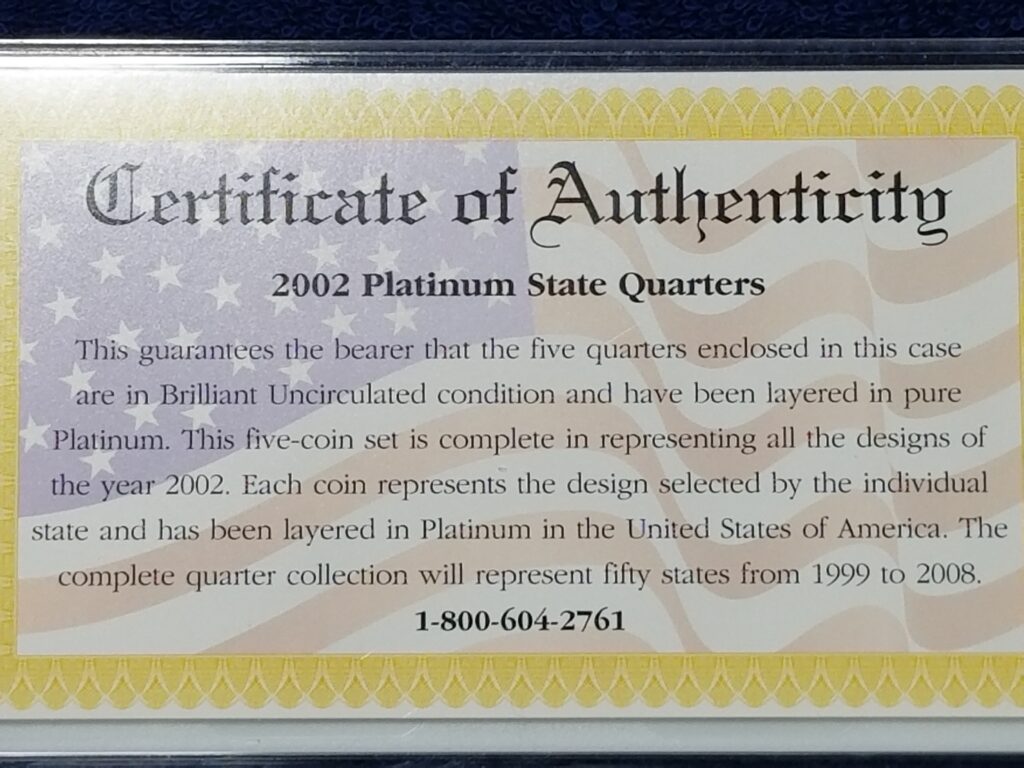 Certificate of Authenticity
2002 Platinum State Quarters
This guarantees the bearer that the five quarters enclosed in this case
are in Brilliant Uncirculated condition and have been layered in pure
Platinum. This five-coin set is complete in representing all the designs of
the year 2002. Each coin represents the design selected by the individual
state and has been layered in Platinum in the United States of America. The
complete quarter collection will represent fifty states from 1999 to 2008.
1-800-604-2761